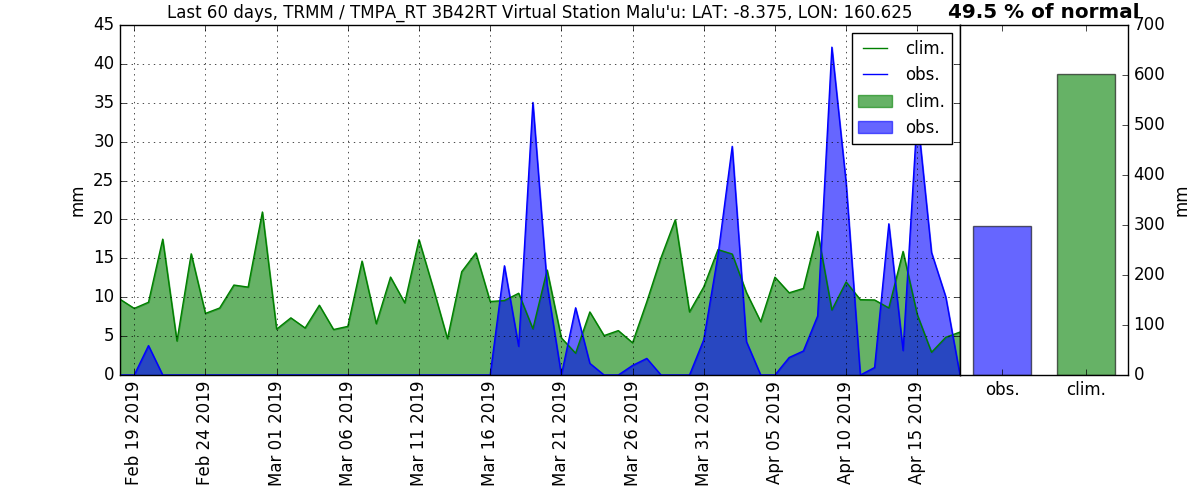 Last 60 days, TRMM / TMPA_RT 3B42RT Virtual Station Malu'u: LAT: -8.375, LON: 160.625
49.5 % of normal
45
40
35
30
25
20
15
10
5
0
mm
clim.
obs.
clim.
obs.
700
600
500
400
300
200
100
0
mm
obs.
clim.
Feb 19 2019
Feb 24 2019
Mar 01 2019
Mar 06 2019
Mar 11 2019
Mar 16 2019
Mar 21 2019
Mar 26 2019
Mar 31 2019
Apr 05 2019
Apr 10 2019
Apr 15 2019